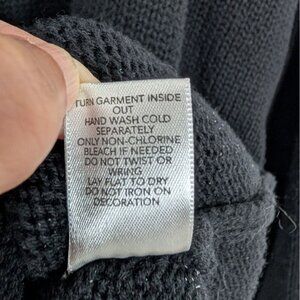 TURN GARMENT INSIDE
OUT
HAND WASH COLD
SEPARATELY
ONLY NON-CHLORINE
BLEACH IF NEEDED
DO NOT TWIST OR
WRING
LAY FLAT TO DRY
DO NOT IRON ON
DECORATION